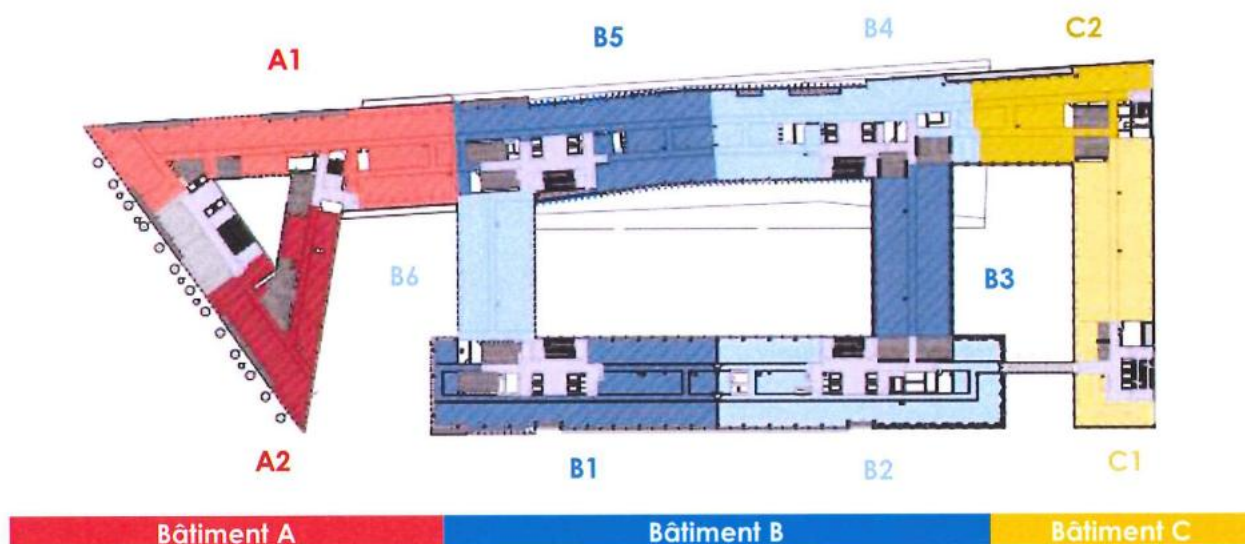 C2
B4
B5
A1
B6
B3
A2
B1
B2
C1
Bâtiment A
Bâtiment B
Bâtiment C